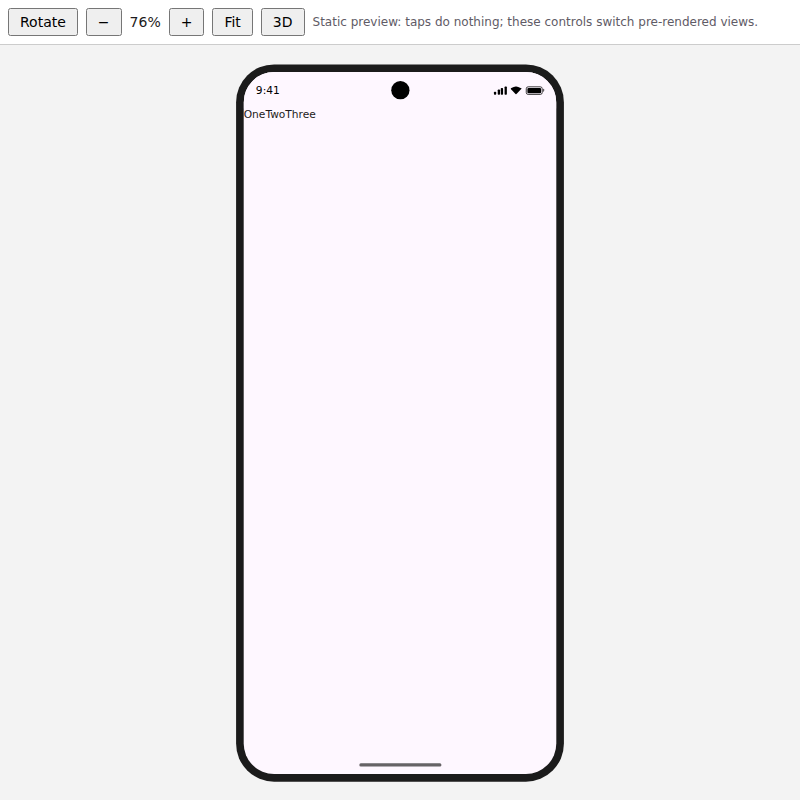 Rotate − 76% + Fit 3D Static preview: taps do nothing; these controls switch pre-rendered views.
9:41
OneTwoThree